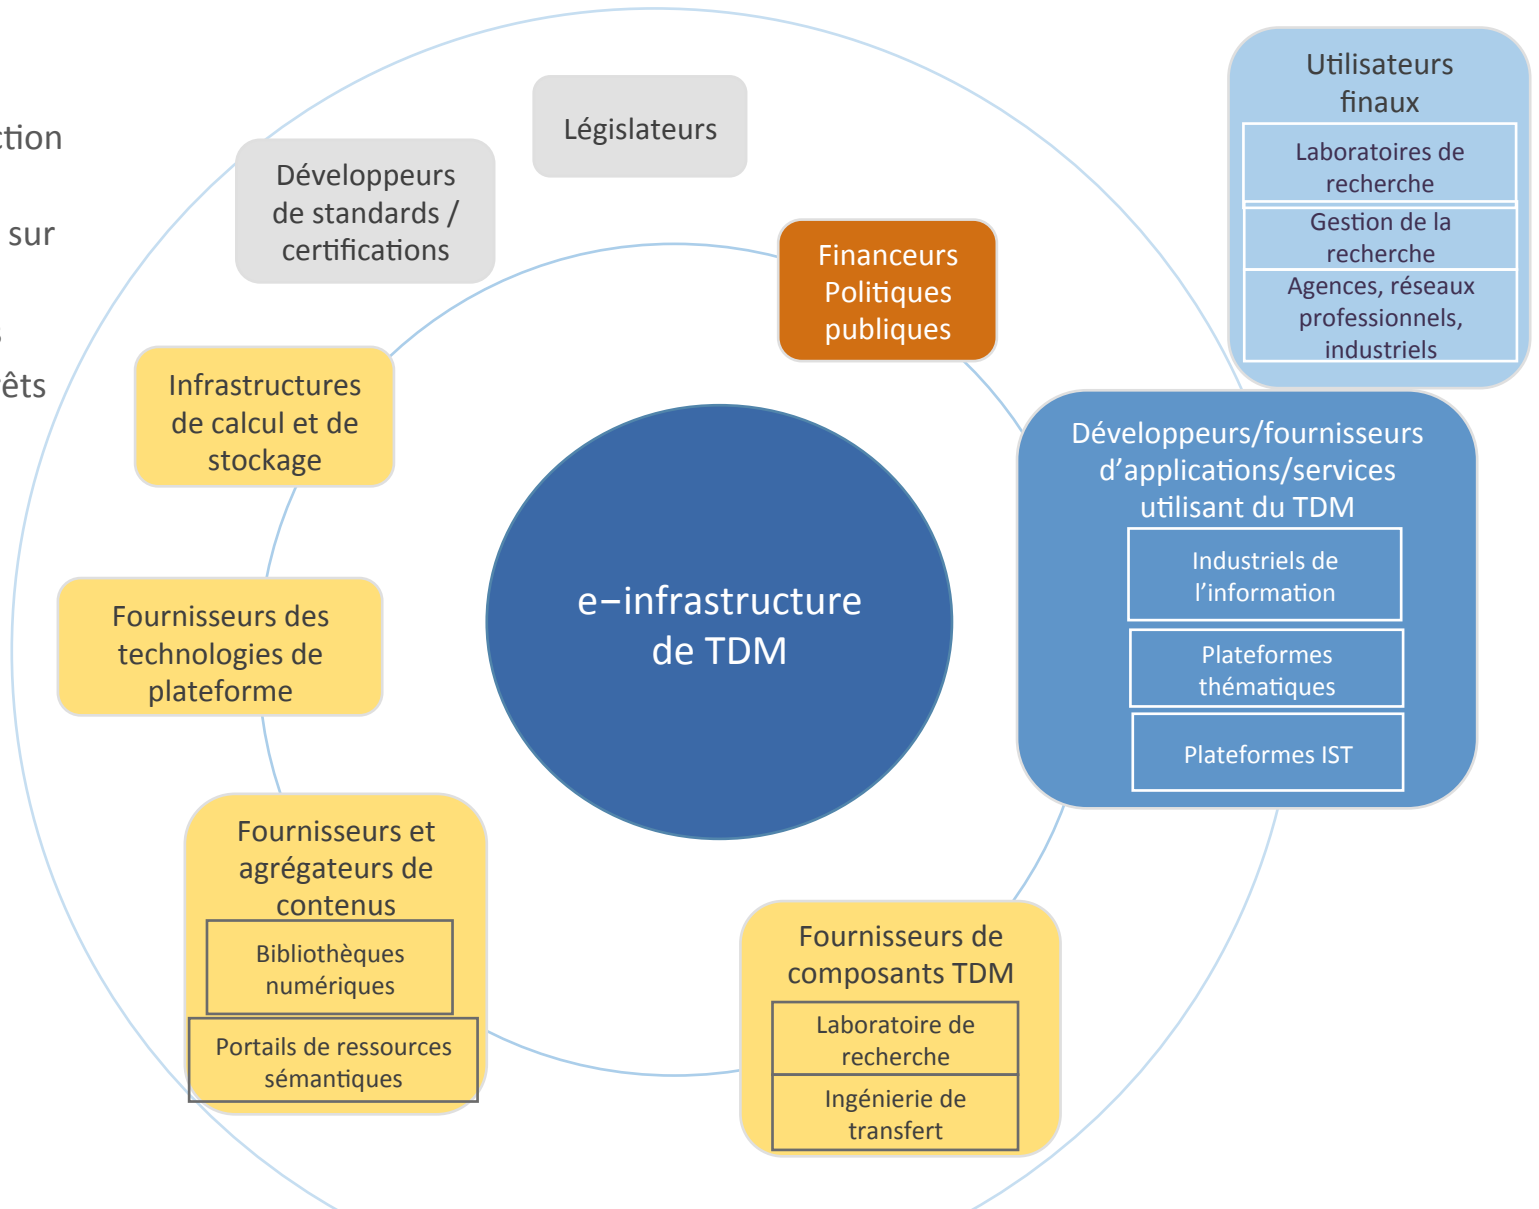 ction
sur
s
êts
Législateurs
Développeurs
de standards /
certifications
Financeurs
Politiques
publiques
Utilisateurs
finaux
Laboratoires de
recherche
Gestion de la
recherche
Agences, réseaux
professionnels,
industriels
Infrastructures
de calcul et de
stockage
Développeurs/fournisseurs
d’applications/services
utilisant du TDM
Industriels de
l’information
Plateformes
thématiques
Plateformes IST
e–infrastructure
de TDM
Fournisseurs des
technologies de
plateforme
Fournisseurs et
agrégateurs de
contenus
Bibliothèques
numériques
Portails de ressources
sémantiques
Fournisseurs de
composants TDM
Laboratoire de
recherche
Ingénierie de
transfert